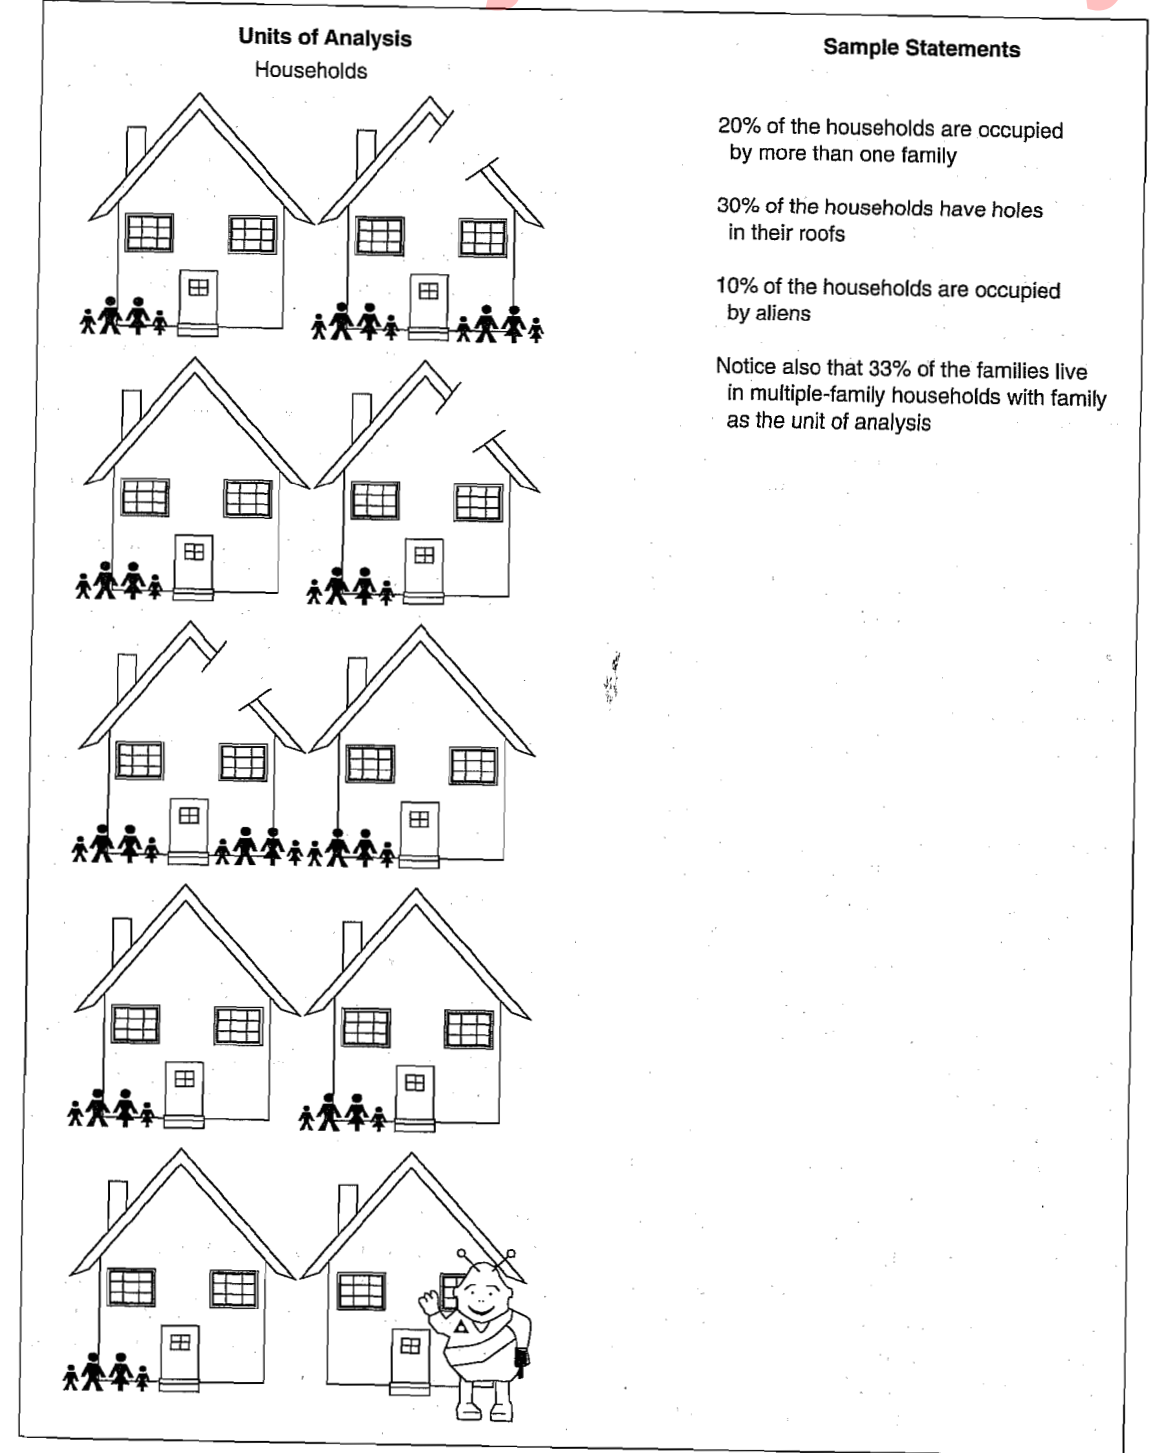 Units of Analysis
Households
Sample Statements
20% of the households are occupied
by more than one family
30% of the households have holes
in their roofs
10% of the households are occupied
by aliens
Notice also that 33% of the families live
in multiple-family households with family
as the unit of analysis